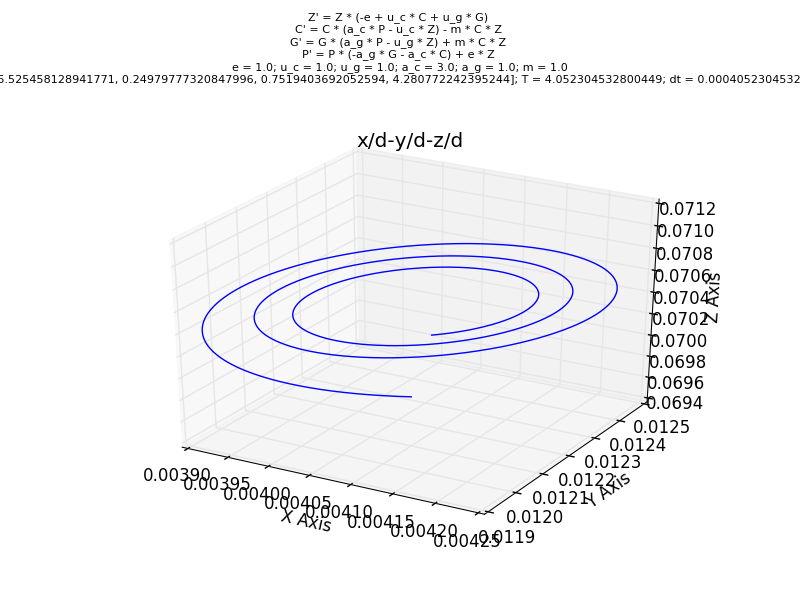 Z' = Z * (-e + u_c * C + u_g * G)
C' = C * (a_c * P - u_c * Z) - m * C * Z
G' = G * (a_g * P - u_g * Z) + m * C * Z
P' = P * (-a_g * G - a_c * C) + e * Z
e = 1.0; u_c = 1.0; u_g = 1.0; a_c = 3.0; a_g = 1.0; m = 1.0
5.525458128941771, 0.24979777320847996, 0.7519403692052594, 4.280772242395244]; T = 4.052304532800449; dt = 0.0004052304532
x/d-y/d-z/d
0.0712
0.0710
0.0708
0.0706
0.0704
0.0702
0.0700
0.0698
0.0696
0.0694
Z Axis
0.0125
0.0124
0.0123
0.0122
0.0121
0.0120
0.0119
Y Axis
0.00390
0.00395
0.00400
0.00405
0.00410
0.00415
0.00420
0.00425
X Axis